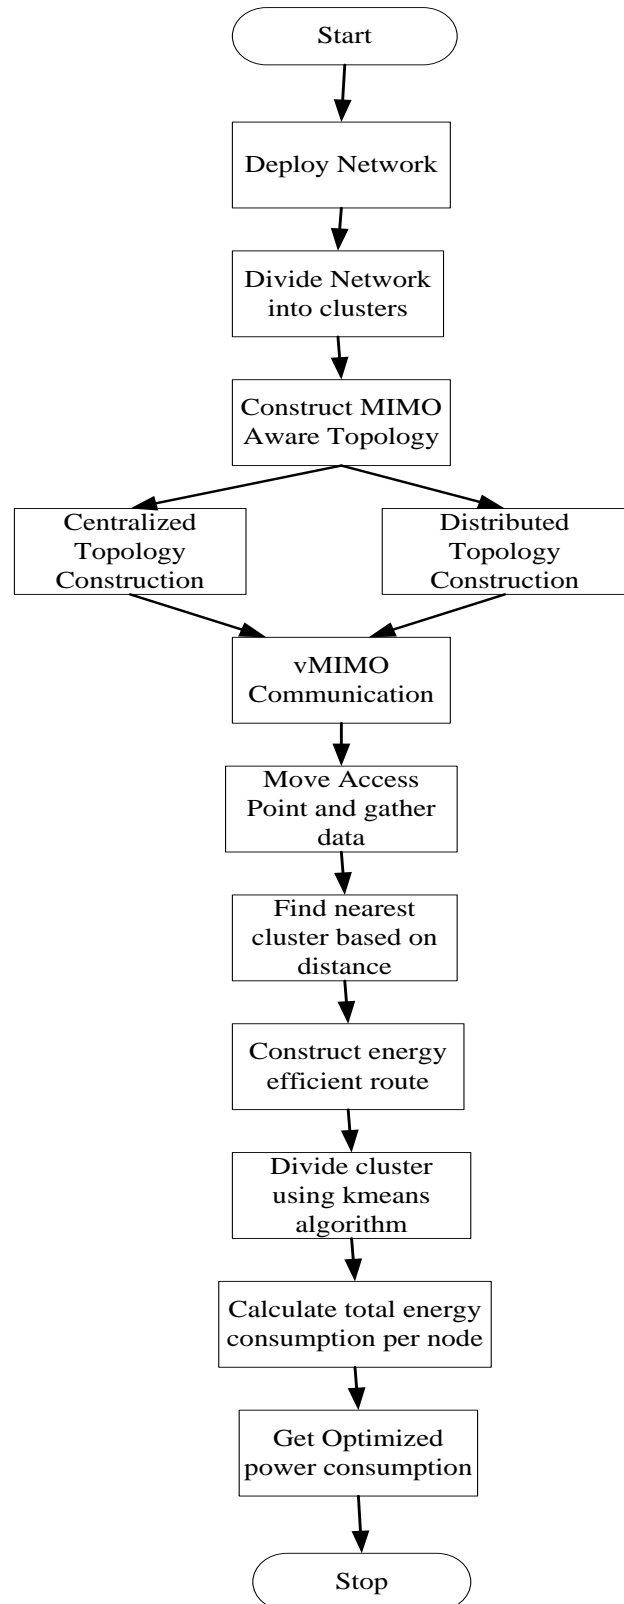 Start
Deploy Network
Divide Network
into clusters
Construct MIMO
Aware Topology
Centralized
Topology
Construction
Distributed
Topology
Construction
vMIMO
Communication
Move Access
Point and gather
data
Find nearest
cluster based on
distance
Construct energy
efficient route
Divide cluster
using kmeans
algorithm
Calculate total energy
consumption per node
Get Optimized
power consumption
Stop